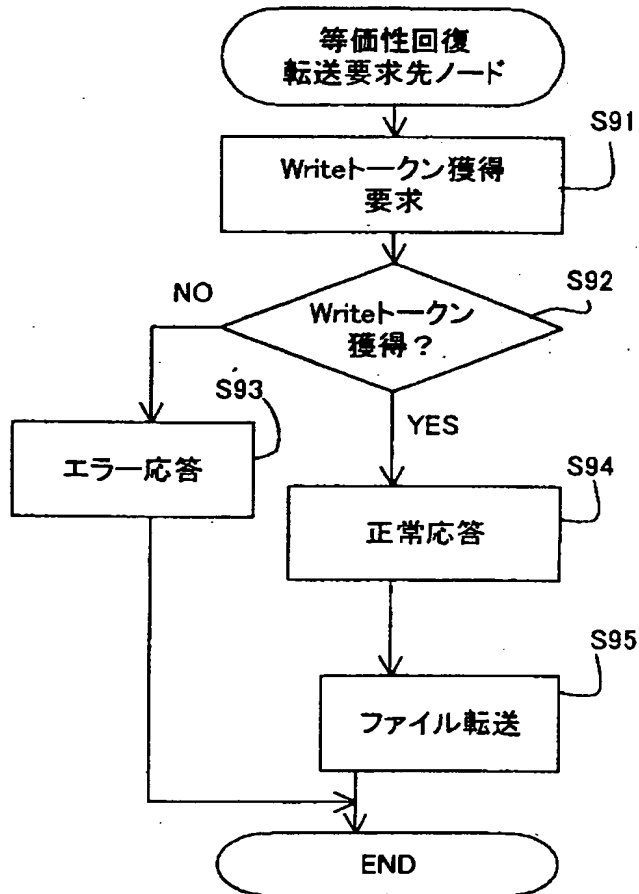 等価性回復
転送要求先ノード
S91
Writeトークン獲得
要求
S92
NO
Writeトークン
獲得？
S93
YES
エラー応答
S94
正常応答
S95
ファイル転送
END